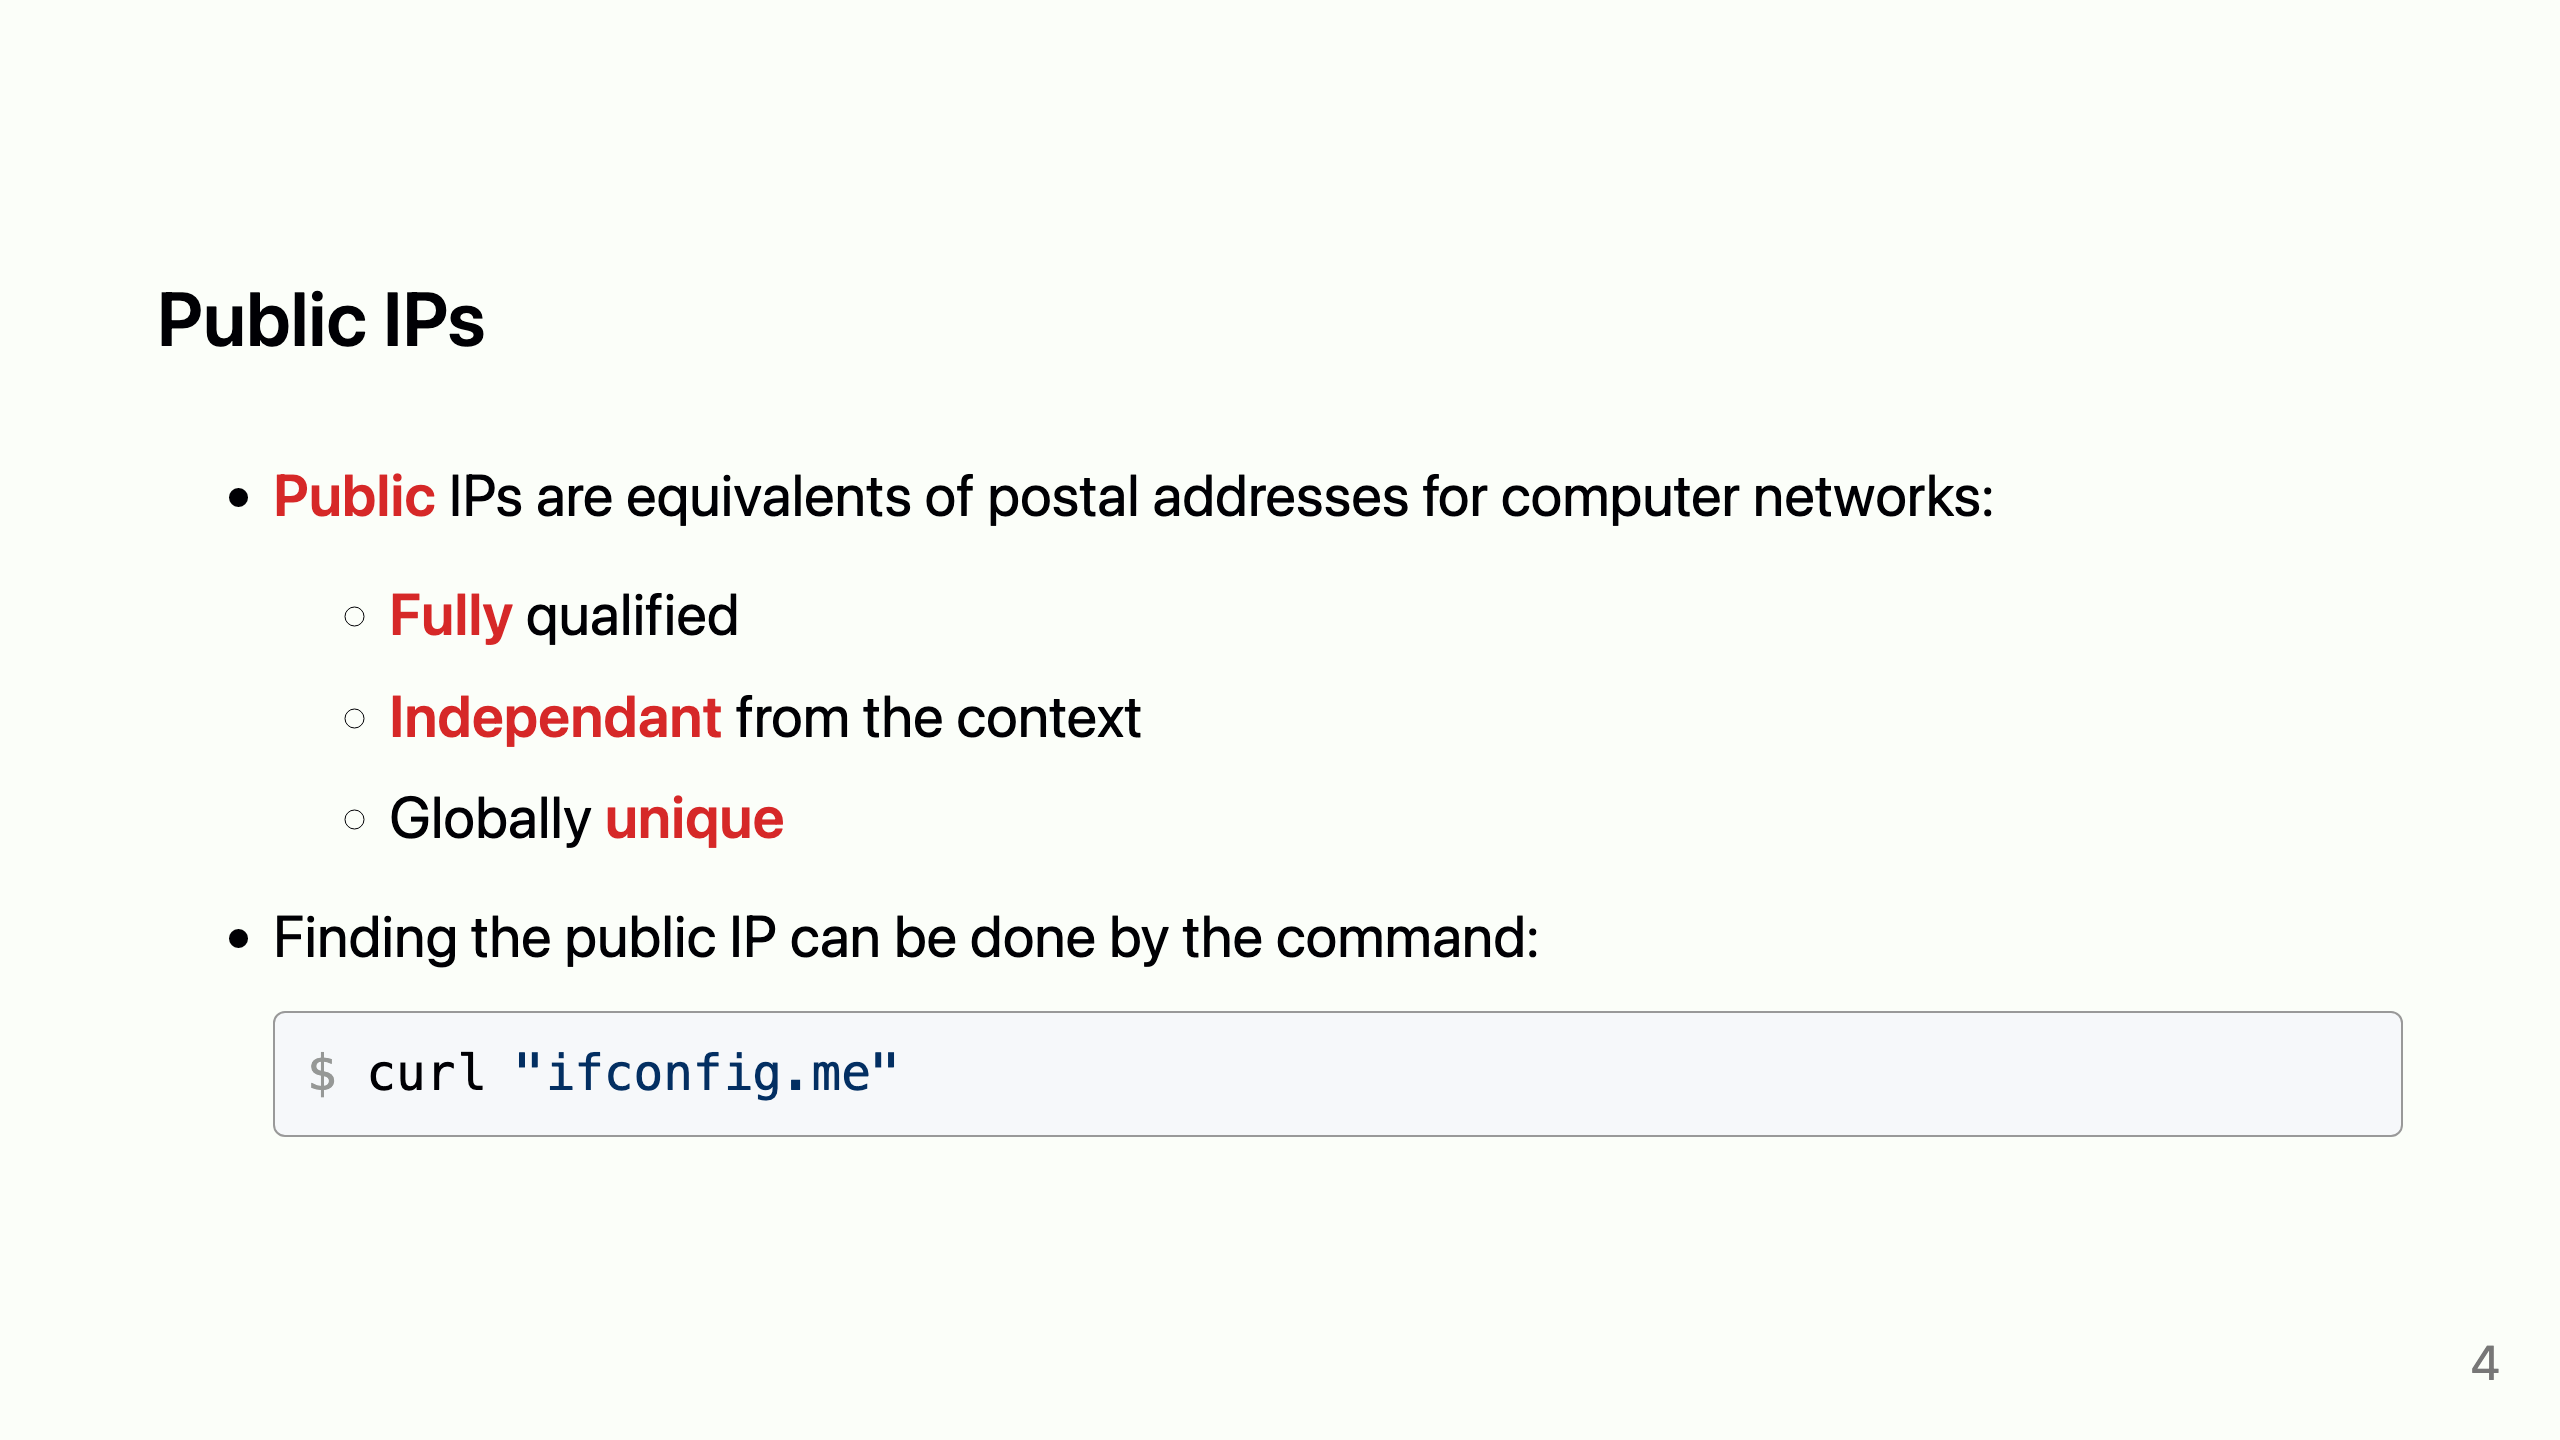 Public IPs
• Public IPs are equivalents of postal addresses for computer networks:
○ Fully qualified
○ Independant from the context
○ Globally unique
• Finding the public IP can be done by the command:
$ curl "ifconfig.me"
4